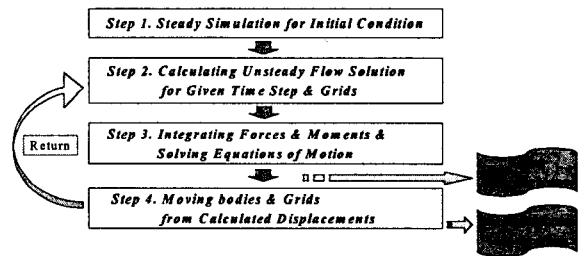 Step 1. Steady Simulation for Initial Condition
Step 2. Calculating Unsteady Flow Solution
for Given Time Step & Grids
Return
Step 3. Integrating Forces & Moments &
Solving Equations of Motion
Step 4. Moving bodies & Grids
from Calculated Displacements